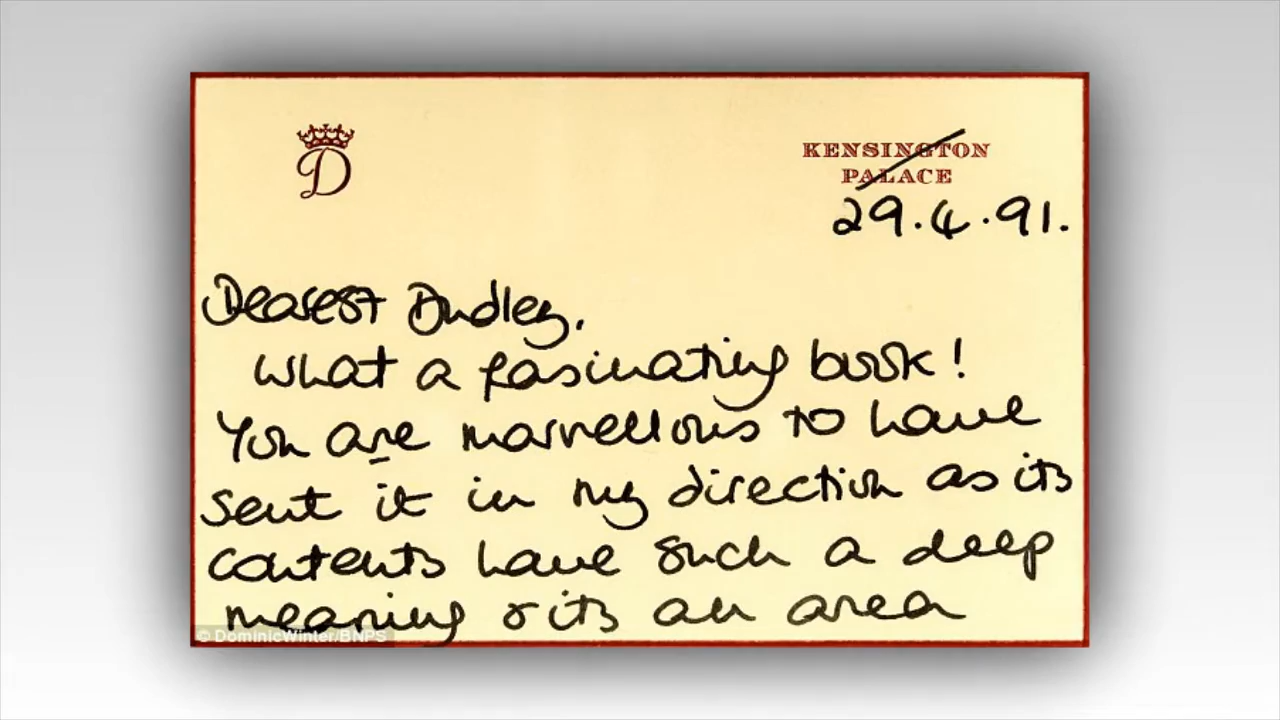 D
KENSINGTON
PALACE
29.4.91.
Dearest Dudley,
What a fascinating book!
You are marvellous to have
sent it in my direction as its
contents have such a deep
meaning & its an area
© DominicWinter/BNPS